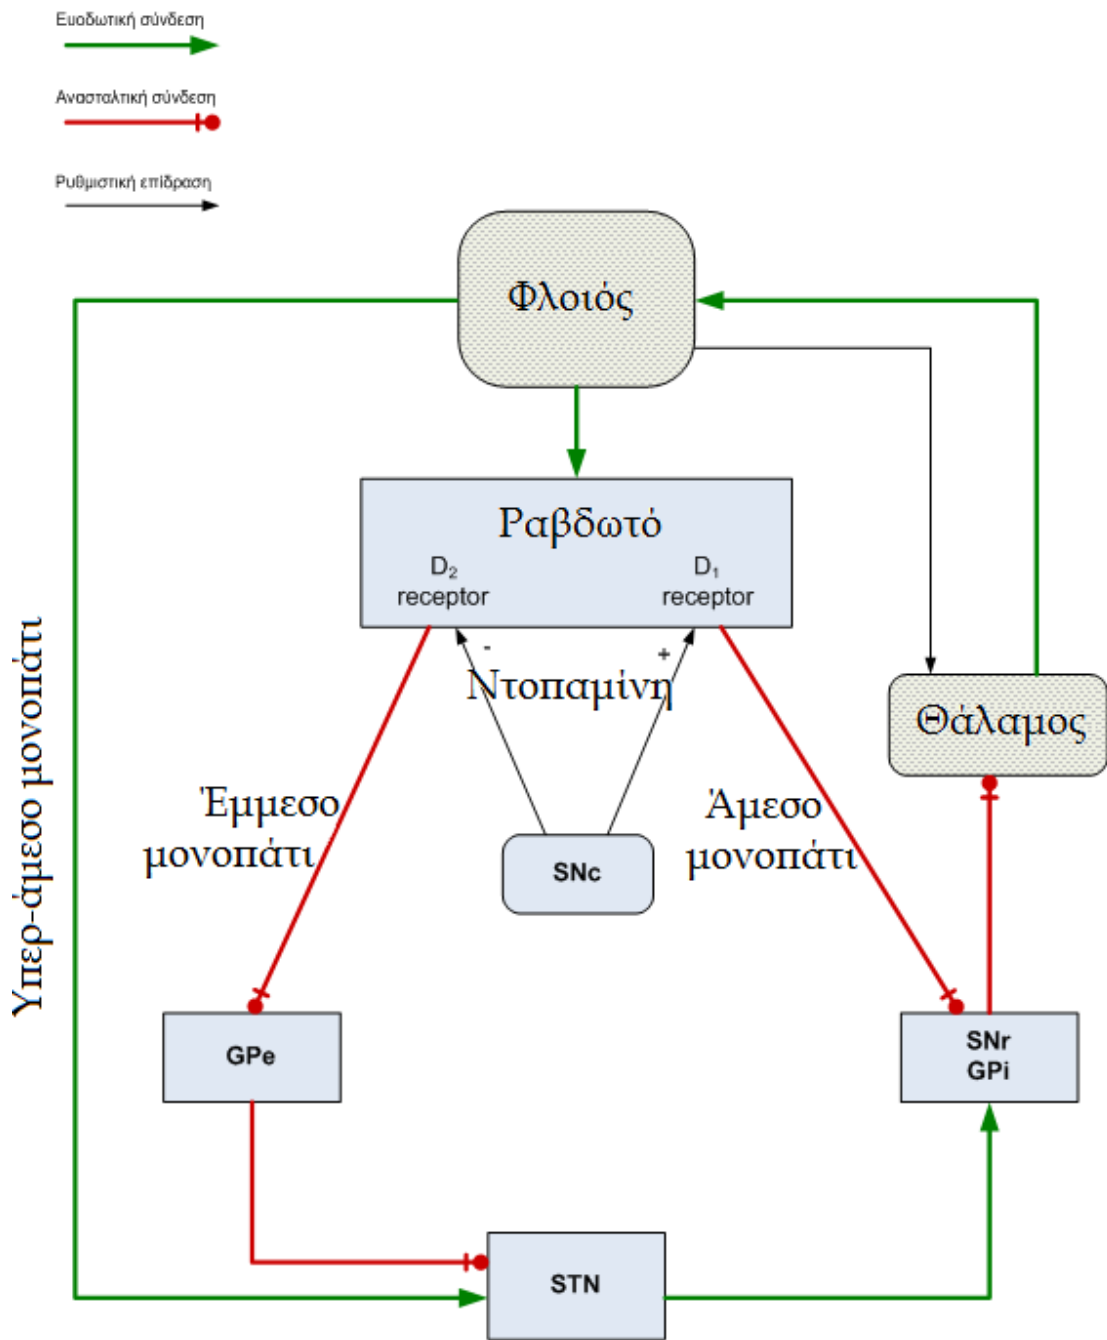 Ευοδωτική σύνδεση
Ανασταλτική σύνδεση
Ρυθμιστική επίδραση
Φλοιός
Ραβδωτό
D₂
receptor
D₁
receptor
-
+
Ντοπαμίνη
Θάλαμος
Υπερ-άμεσο μονοπάτι
Έμμεσο
μονοπάτι
Άμεσο
μονοπάτι
SNc
GPe
SNr
GPi
STN